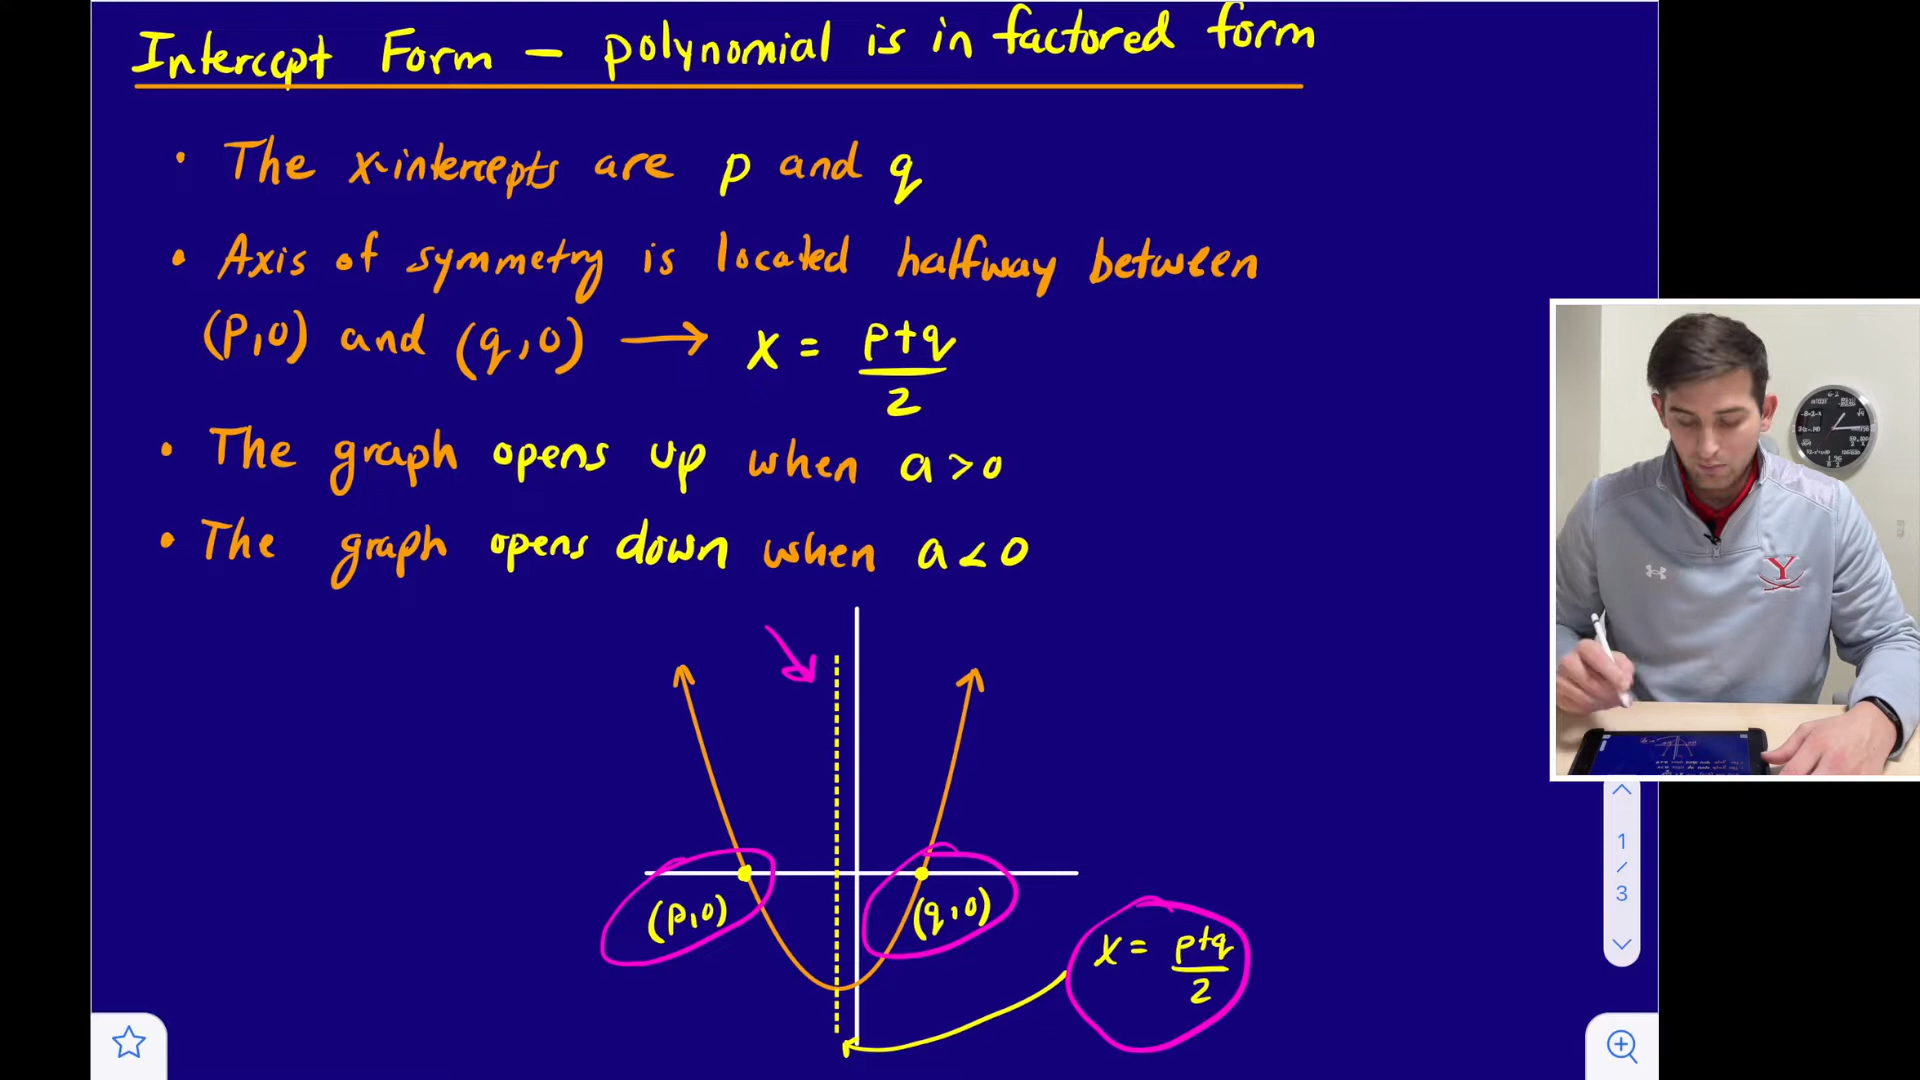 Intercept Form — polynomial is in factored form
• The x-intercepts are p and q
• Axis of symmetry is located halfway between
(p,0) and (q,0) → x = p+q/2
• The graph opens up when a>0
• The graph opens down when a<0
(p,0)
(q,0)
x = p+q/2
Y
1
/
3